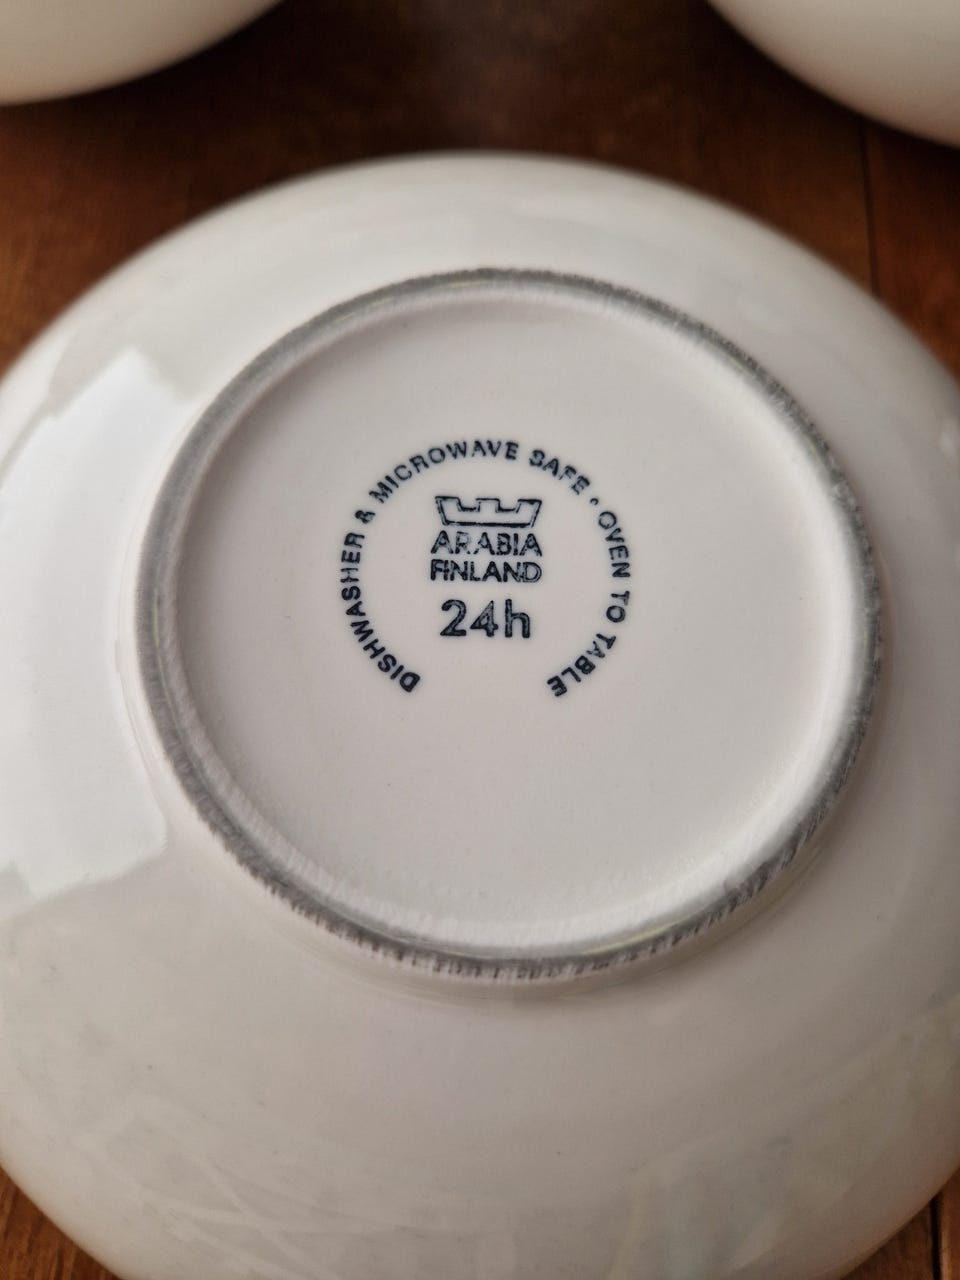 DISHWASHER & MICROWAVE SAFE • OVEN TO TABLE
ARABIA
FINLAND
24h